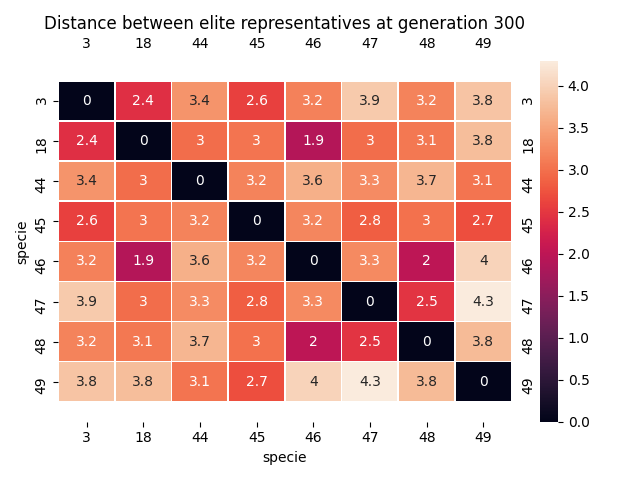 Distance between elite representatives at generation 300
3 18 44 45 46 47 48 49
3 0 2.4 3.4 2.6 3.2 3.9 3.2 3.8 3
18 2.4 0 3 3 1.9 3 3.1 3.8 18
44 3.4 3 0 3.2 3.6 3.3 3.7 3.1 44
45 2.6 3 3.2 0 3.2 2.8 3 2.7 45
46 3.2 1.9 3.6 3.2 0 3.3 2 4 46
47 3.9 3 3.3 2.8 3.3 0 2.5 4.3 47
48 3.2 3.1 3.7 3 2 2.5 0 3.8 48
49 3.8 3.8 3.1 2.7 4 4.3 3.8 0 49
3 18 44 45 46 47 48 49
specie
specie
4.0
3.5
3.0
2.5
2.0
1.5
1.0
0.5
0.0